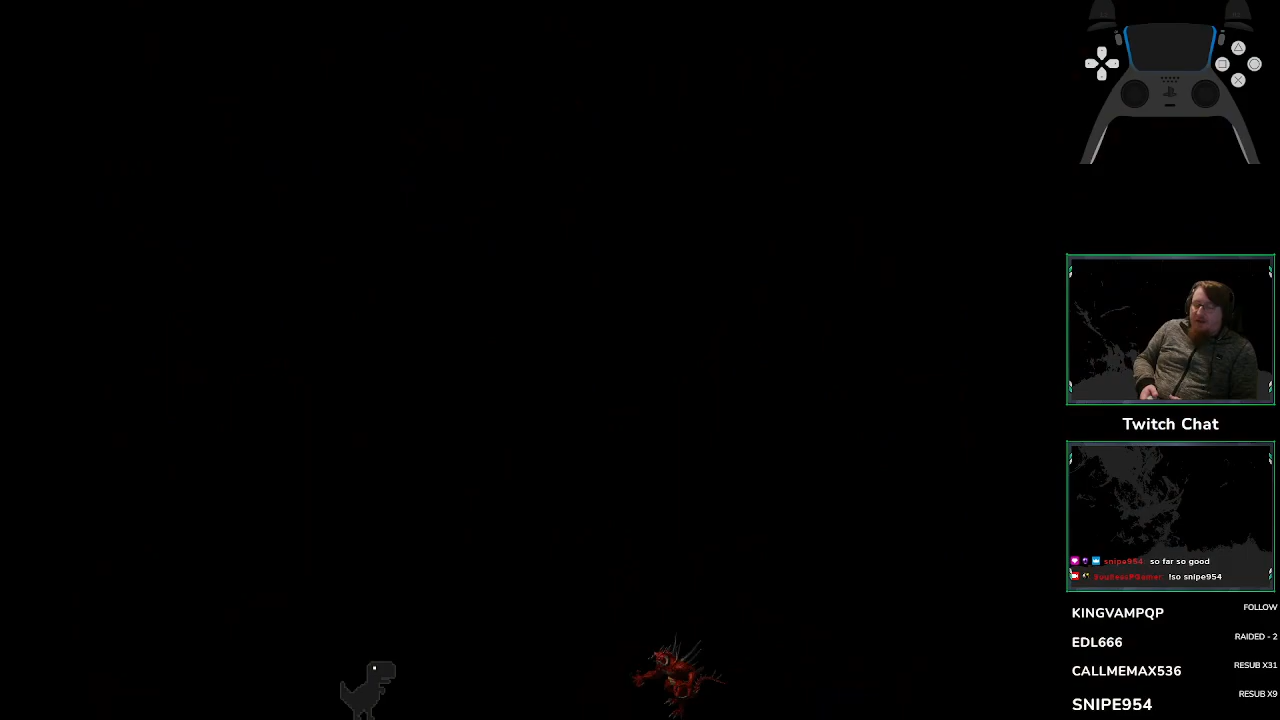 Twitch Chat
snipe954: so far so good
!so snipe954
KINGVAMPQP FOLLOW
EDL666 RAIDED - 2
CALLMEMAX536 RESUB X31
SNIPE954 RESUB X9